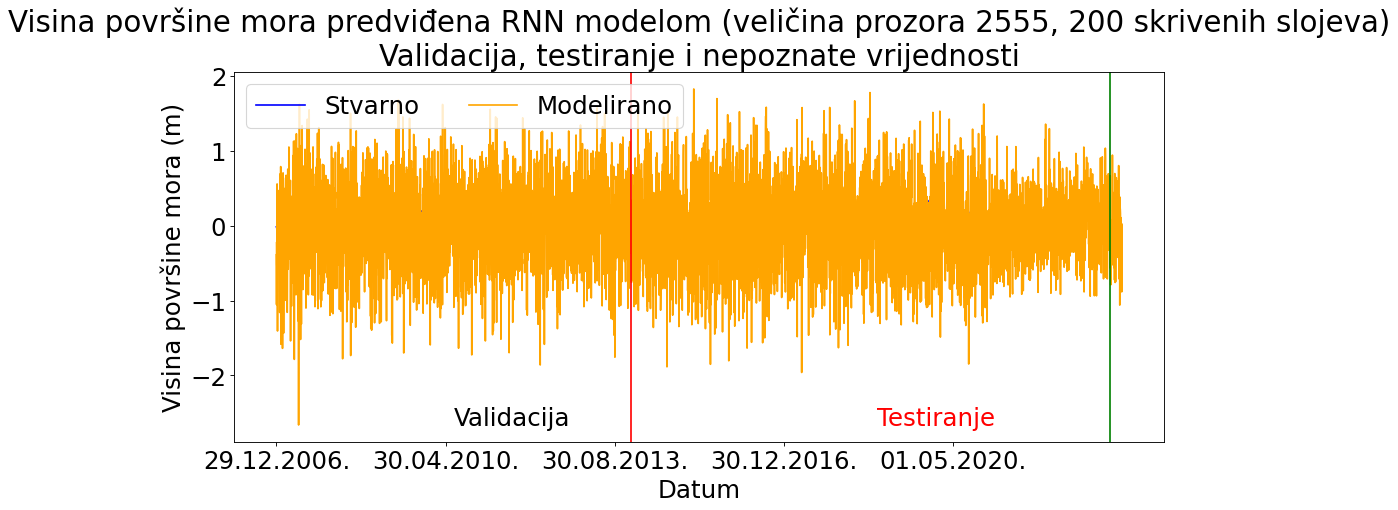 Visina površine mora predviđena RNN modelom (veličina prozora 2555, 200 skrivenih slojeva)
Validacija, testiranje i nepoznate vrijednosti
Stvarno Modelirano
Visina površine mora (m)
2
1
0
−1
−2
Validacija Testiranje
29.12.2006. 30.04.2010. 30.08.2013. 30.12.2016. 01.05.2020.
Datum